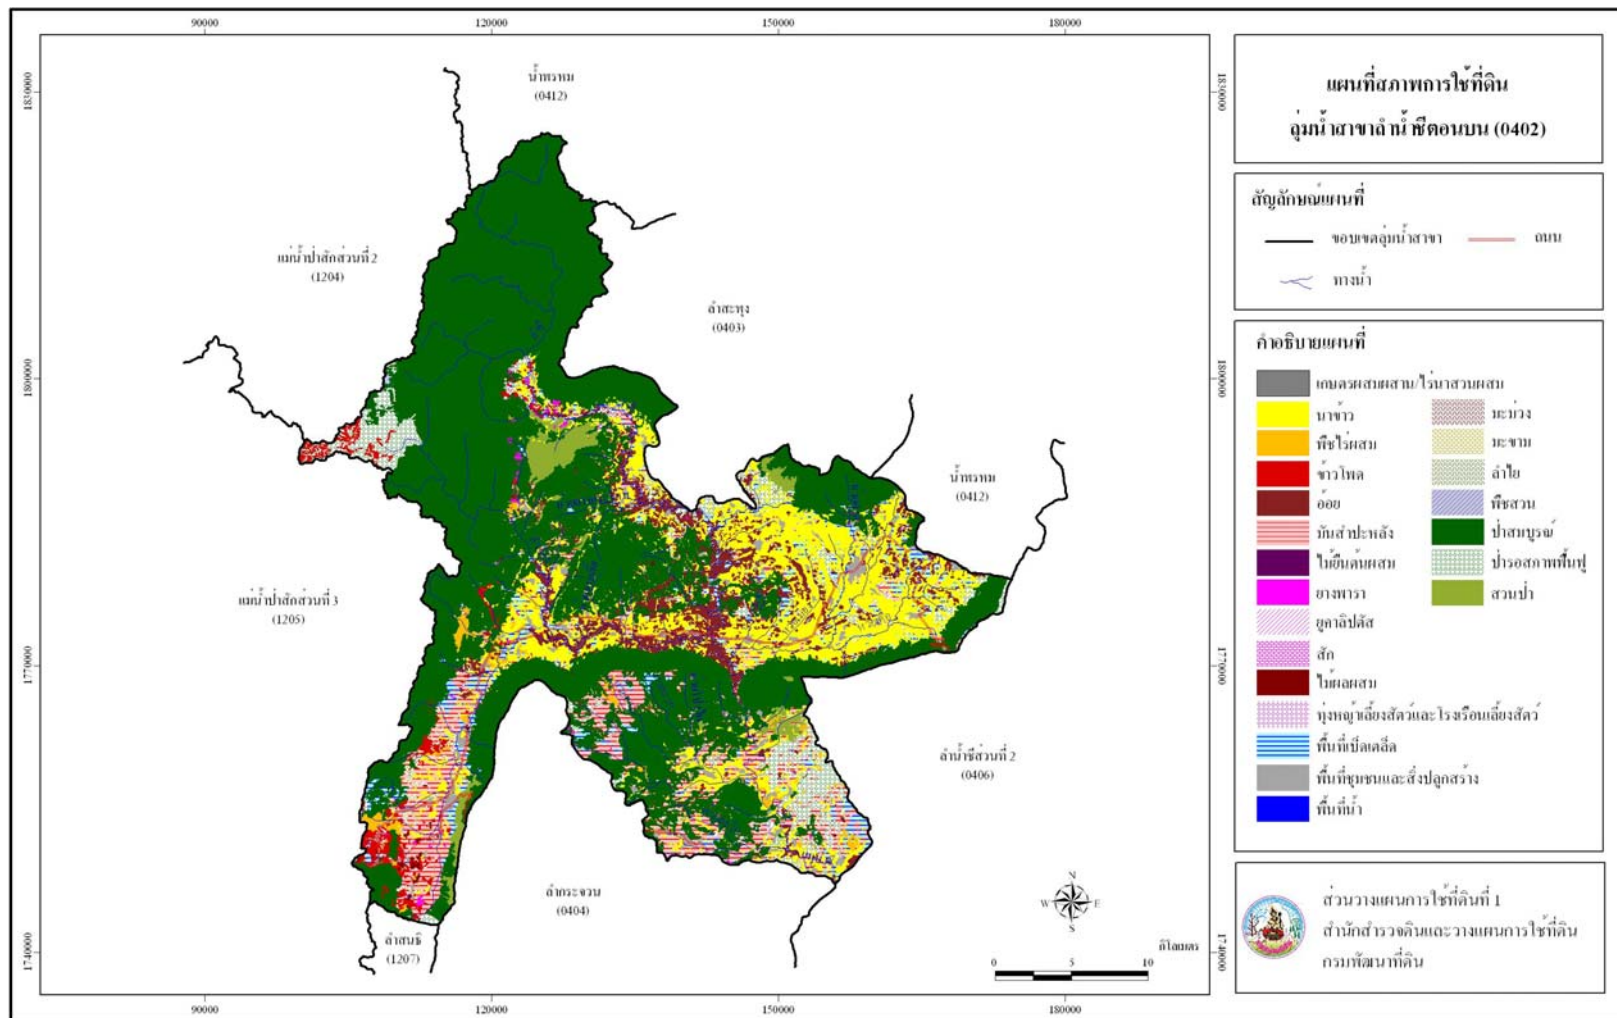 90000
120000
150000
180000
1830000
1830000
น้ำพรหม
(0412)
แม่น้ำป่าสักส่วนที่ 2
(1204)
ลำสะพุง
(0403)
1800000
1800000
น้ำพรหม
(0412)
แม่น้ำป่าสักส่วนที่ 3
(1205)
1770000
1770000
ลำน้ำชีส่วนที่ 2
(0406)
ลำกระจวน
(0404)
ลำสนธิ
(1207)
1740000
1740000
N
W E
S
กิโลเมตร
0 5 10
90000
120000
150000
180000
แผนที่สภาพการใช้ที่ดิน
ลุ่มน้ำสาขาลำน้ำชีตอนบน (0402)
สัญลักษณ์แผนที่
ขอบเขตลุ่มน้ำสาขา
ถนน
ทางน้ำ
คำอธิบายแผนที่
เกษตรผสมผสาน/ไร่นาสวนผสม
นาข้าว
พืชไร่ผสม
ข้าวโพด
อ้อย
มันสำปะหลัง
ไม้ยืนต้นผสม
ยางพารา
ยูคาลิปตัส
สัก
ไม้ผลผสม
ทุ่งหญ้าเลี้ยงสัตว์และโรงเรือนเลี้ยงสัตว์
พื้นที่เบ็ดเตล็ด
พื้นที่ชุมชนและสิ่งปลูกสร้าง
พื้นที่น้ำ
มะม่วง
มะขาม
ลำไย
พืชสวน
ป่าสมบูรณ์
ป่ารอสภาพฟื้นฟู
สวนป่า
ส่วนวางแผนการใช้ที่ดินที่ 1
สำนักสำรวจดินและวางแผนการใช้ที่ดิน
กรมพัฒนาที่ดิน